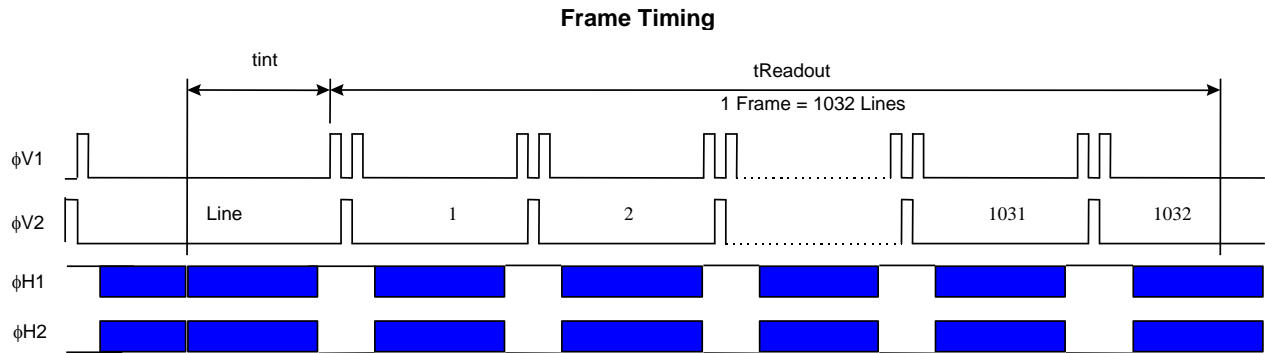 Frame Timing
tint
tReadout
1 Frame = 1032 Lines
ϕV1
ϕV2
Line 1 2 1031 1032
ϕH1
ϕH2